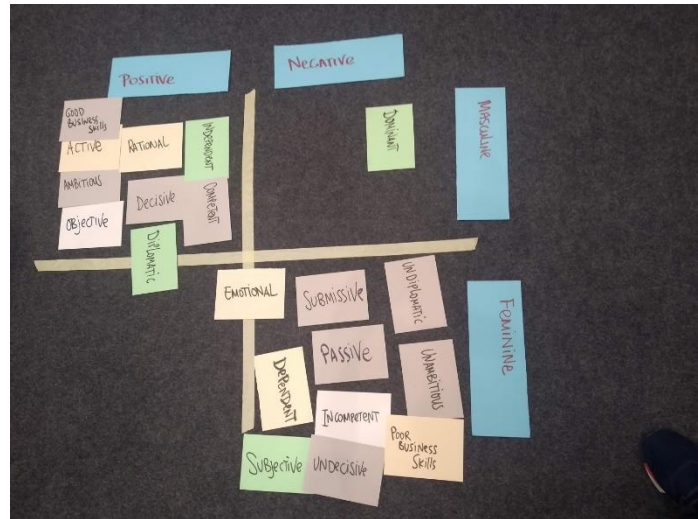 POSITIVE
NEGATIVE
MASCULINE
FEMININE
GOOD
BUSINESS
SKills
ACTIVE
RATIONAL
INDEPENDENT
AMBITIOUS
DECISIVE
COMPETENT
OBjECTIVE
DIPLOMATIC
DOMINANT
EMOTIONAL
SUBMISSIVE
UNDIPLOMATIC
PASSIVE
UNAMBITIOUS
DEPENDENT
INCOMPETENT
POOR
BUSINESS
SKills
SUBjECTIVE
UNDECISIVE